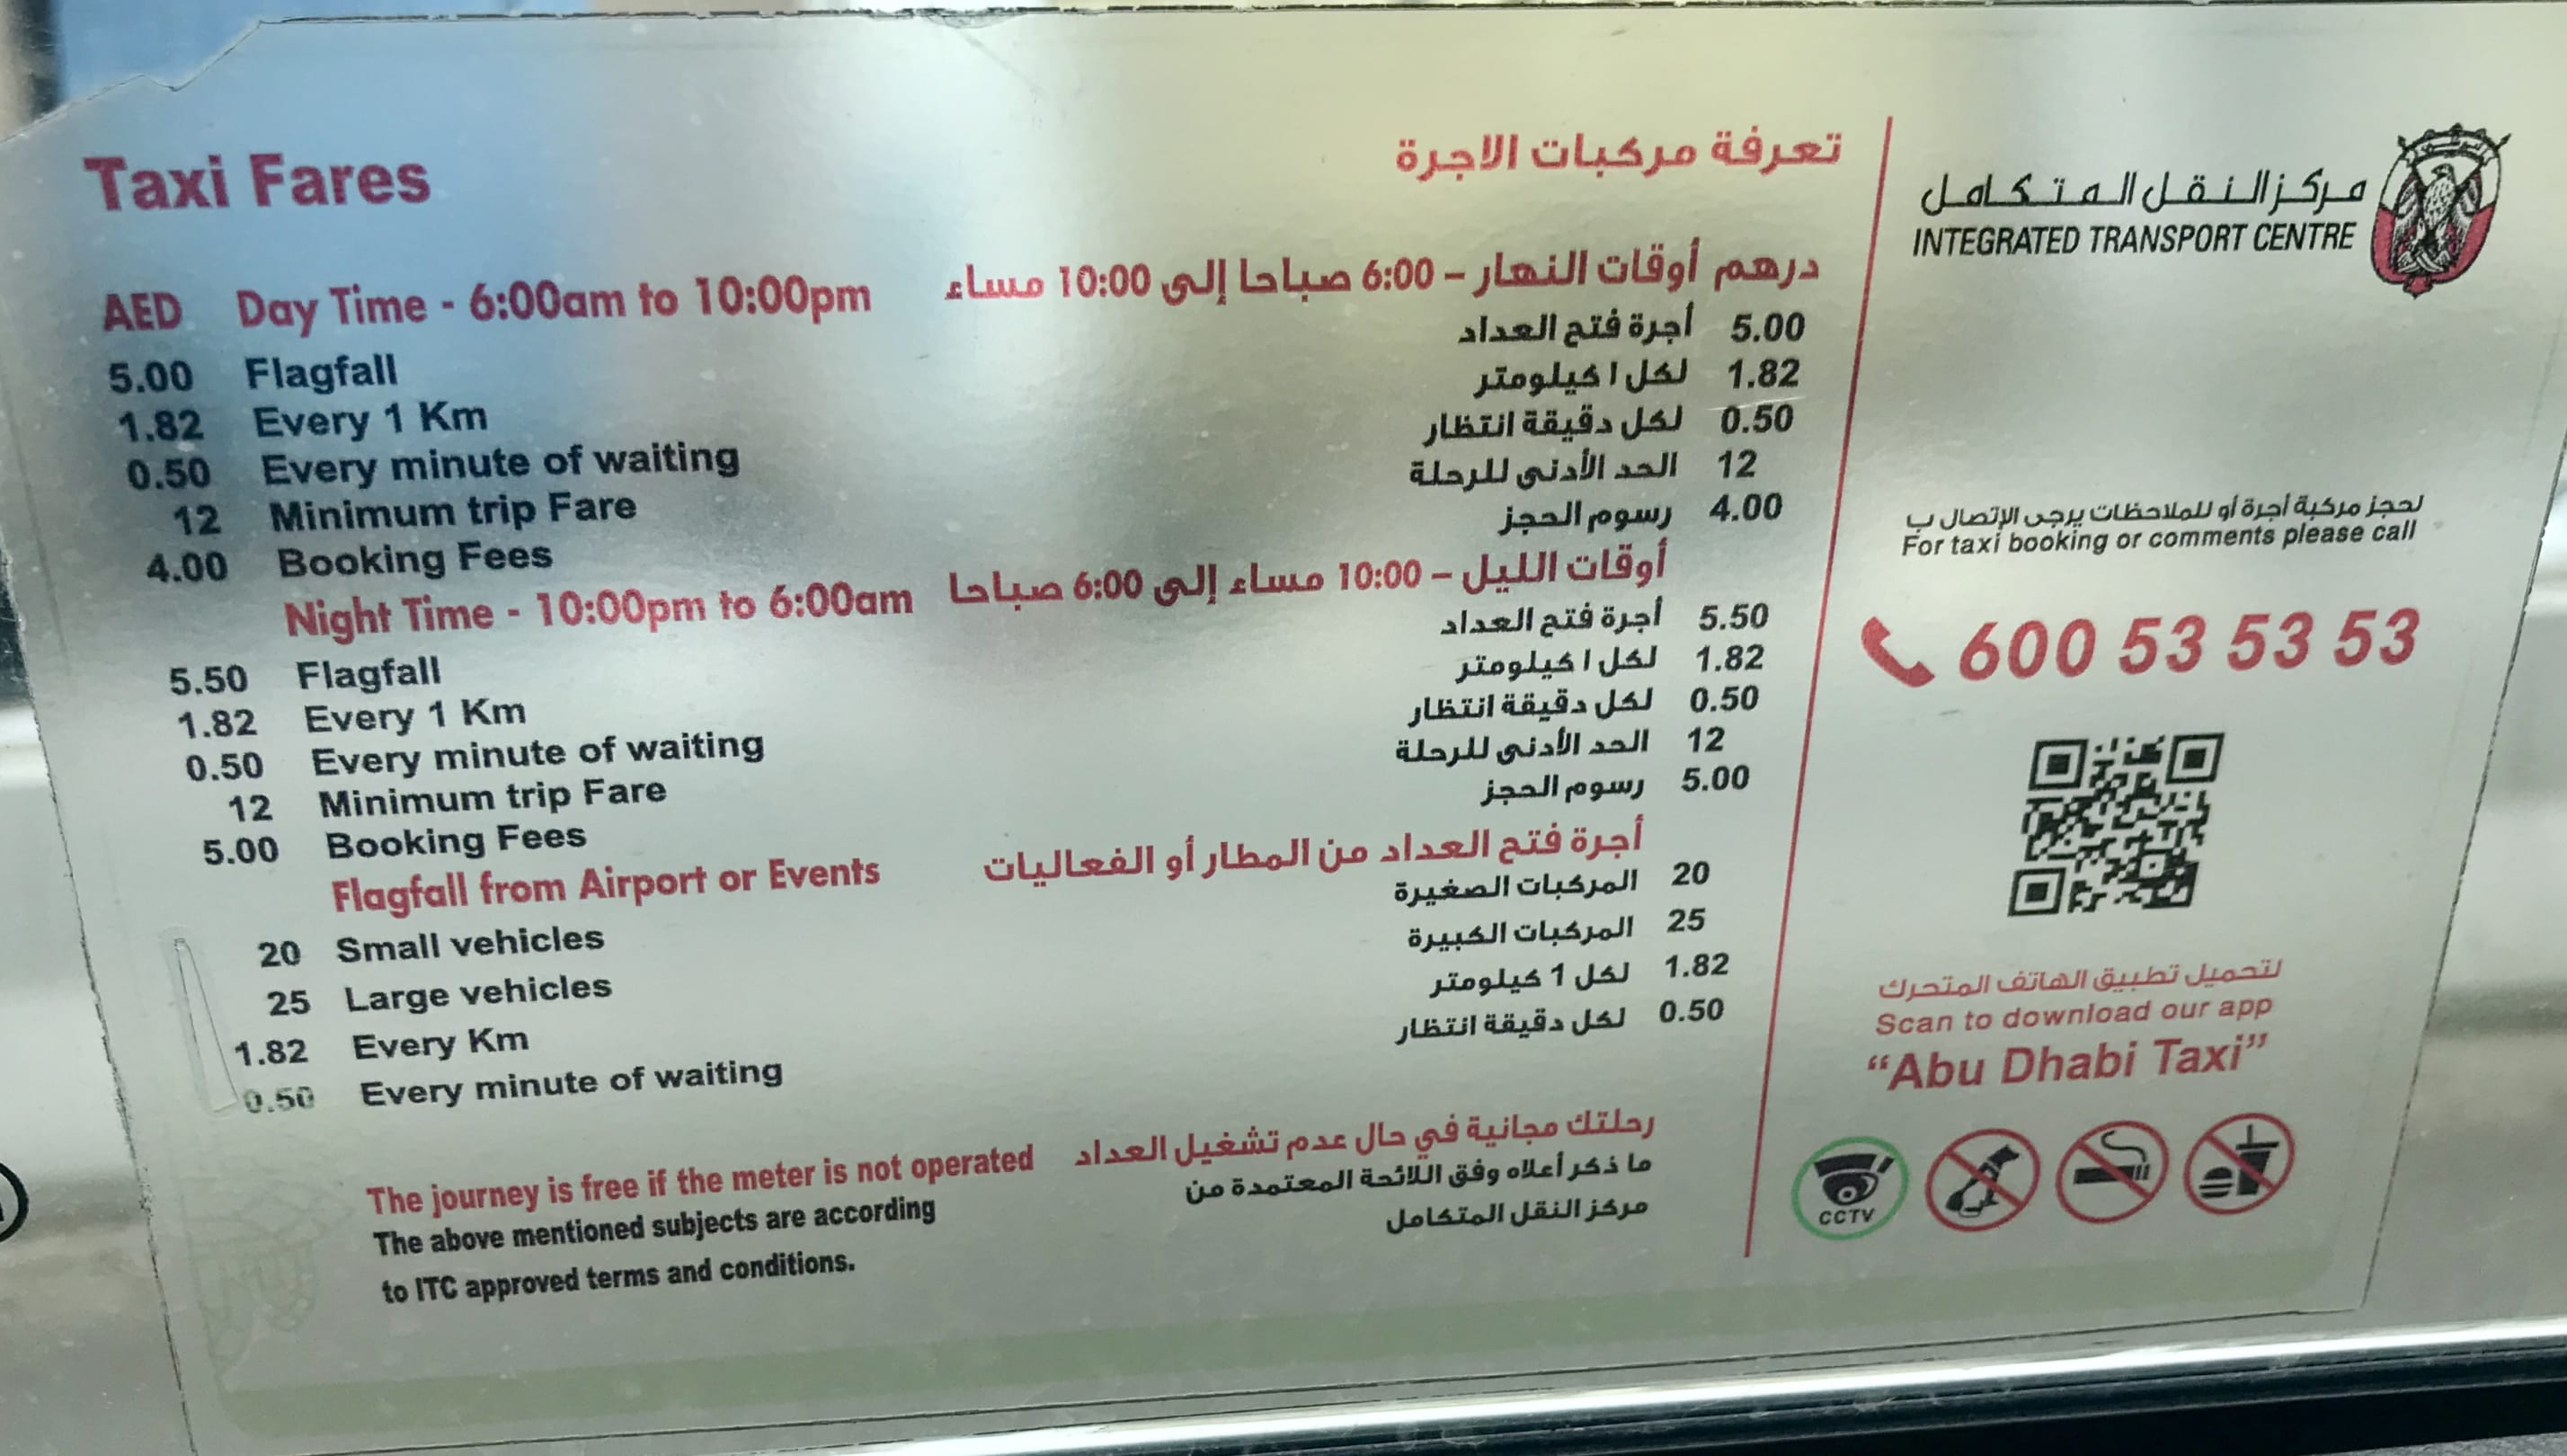 Taxi Fares
تعرفة مركبات الاجرة
AED Day Time - 6:00am to 10:00pm
درهم أوقات النهار – 6:00 صباحا إلى 10:00 مساء
5.00 Flagfall
5.00 أجرة فتح العداد
1.82 Every 1 Km
1.82 لكل ١ كيلومتر
0.50 Every minute of waiting
0.50 لكل دقيقة انتظار
12 Minimum trip Fare
12 الحد الأدنى للرحلة
4.00 Booking Fees
4.00 رسوم الحجز
Night Time - 10:00pm to 6:00am
أوقات الليل – 10:00 مساء إلى 6:00 صباحا
5.50 Flagfall
5.50 أجرة فتح العداد
1.82 Every 1 Km
1.82 لكل ١ كيلومتر
0.50 Every minute of waiting
0.50 لكل دقيقة انتظار
12 Minimum trip Fare
12 الحد الأدنى للرحلة
5.00 Booking Fees
5.00 رسوم الحجز
Flagfall from Airport or Events
أجرة فتح العداد من المطار أو الفعاليات
20 Small vehicles
20 المركبات الصغيرة
25 Large vehicles
25 المركبات الكبيرة
1.82 Every Km
1.82 لكل 1 كيلومتر
0.50 Every minute of waiting
0.50 لكل دقيقة انتظار
The journey is free if the meter is not operated
رحلتك مجانية في حال عدم تشغيل العداد
The above mentioned subjects are according
to ITC approved terms and conditions.
ما ذكر أعلاه وفق اللائحة المعتمدة من
مركز النقل المتكامل
مركز النقل المتكامل
INTEGRATED TRANSPORT CENTRE
لحجز مركبة أجرة أو للملاحظات يرجى الإتصال ب
For taxi booking or comments please call
600 53 53 53
لتحميل تطبيق الهاتف المتحرك
Scan to download our app
“Abu Dhabi Taxi”
CCTV